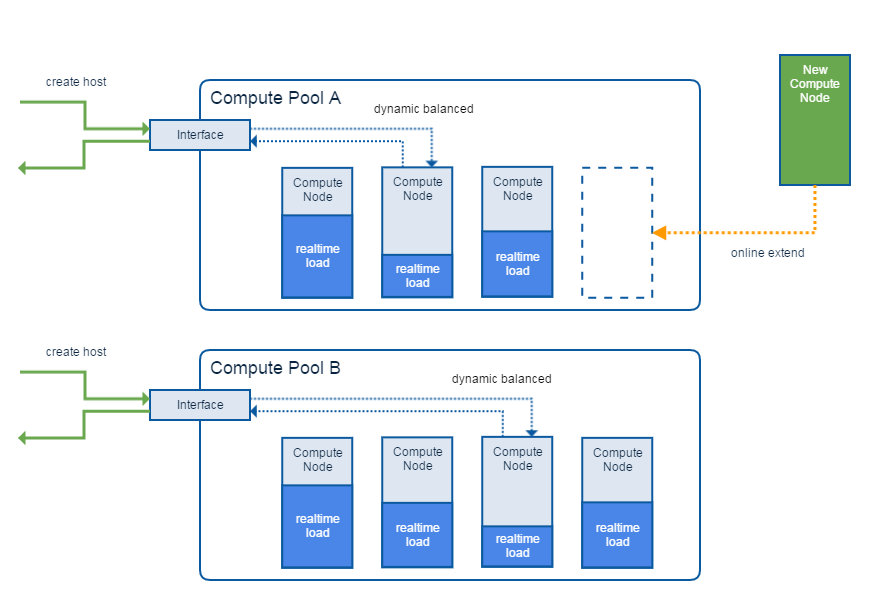 create host
Compute Pool A
dynamic balanced
Interface
New
Compute
Node
Compute
Node
realtime
load
Compute
Node
realtime
load
Compute
Node
realtime
load
online extend
create host
Compute Pool B
dynamic balanced
Interface
Compute
Node
realtime
load
Compute
Node
realtime
load
Compute
Node
realtime
load
Compute
Node
realtime
load